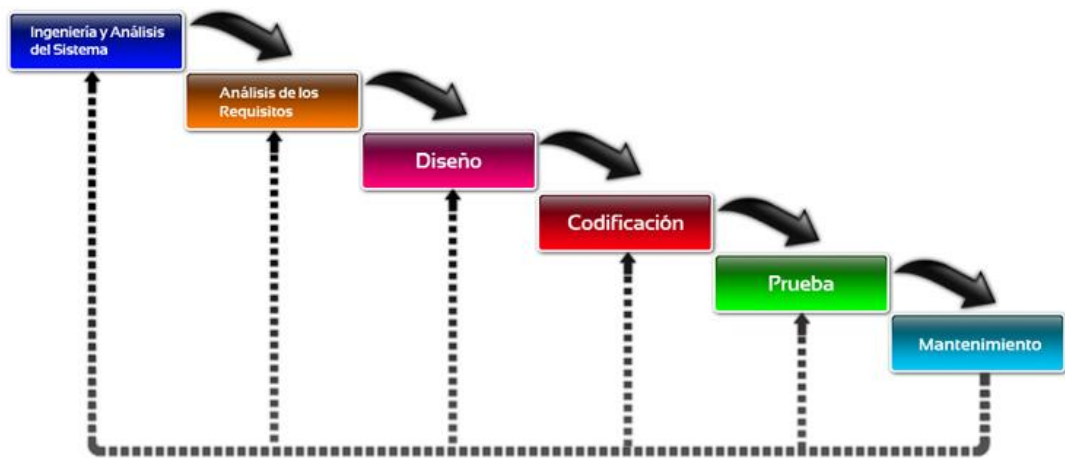 Ingeniería y Análisis
del Sistema
Análisis de los
Requisitos
Diseño
Codificación
Prueba
Mantenimiento